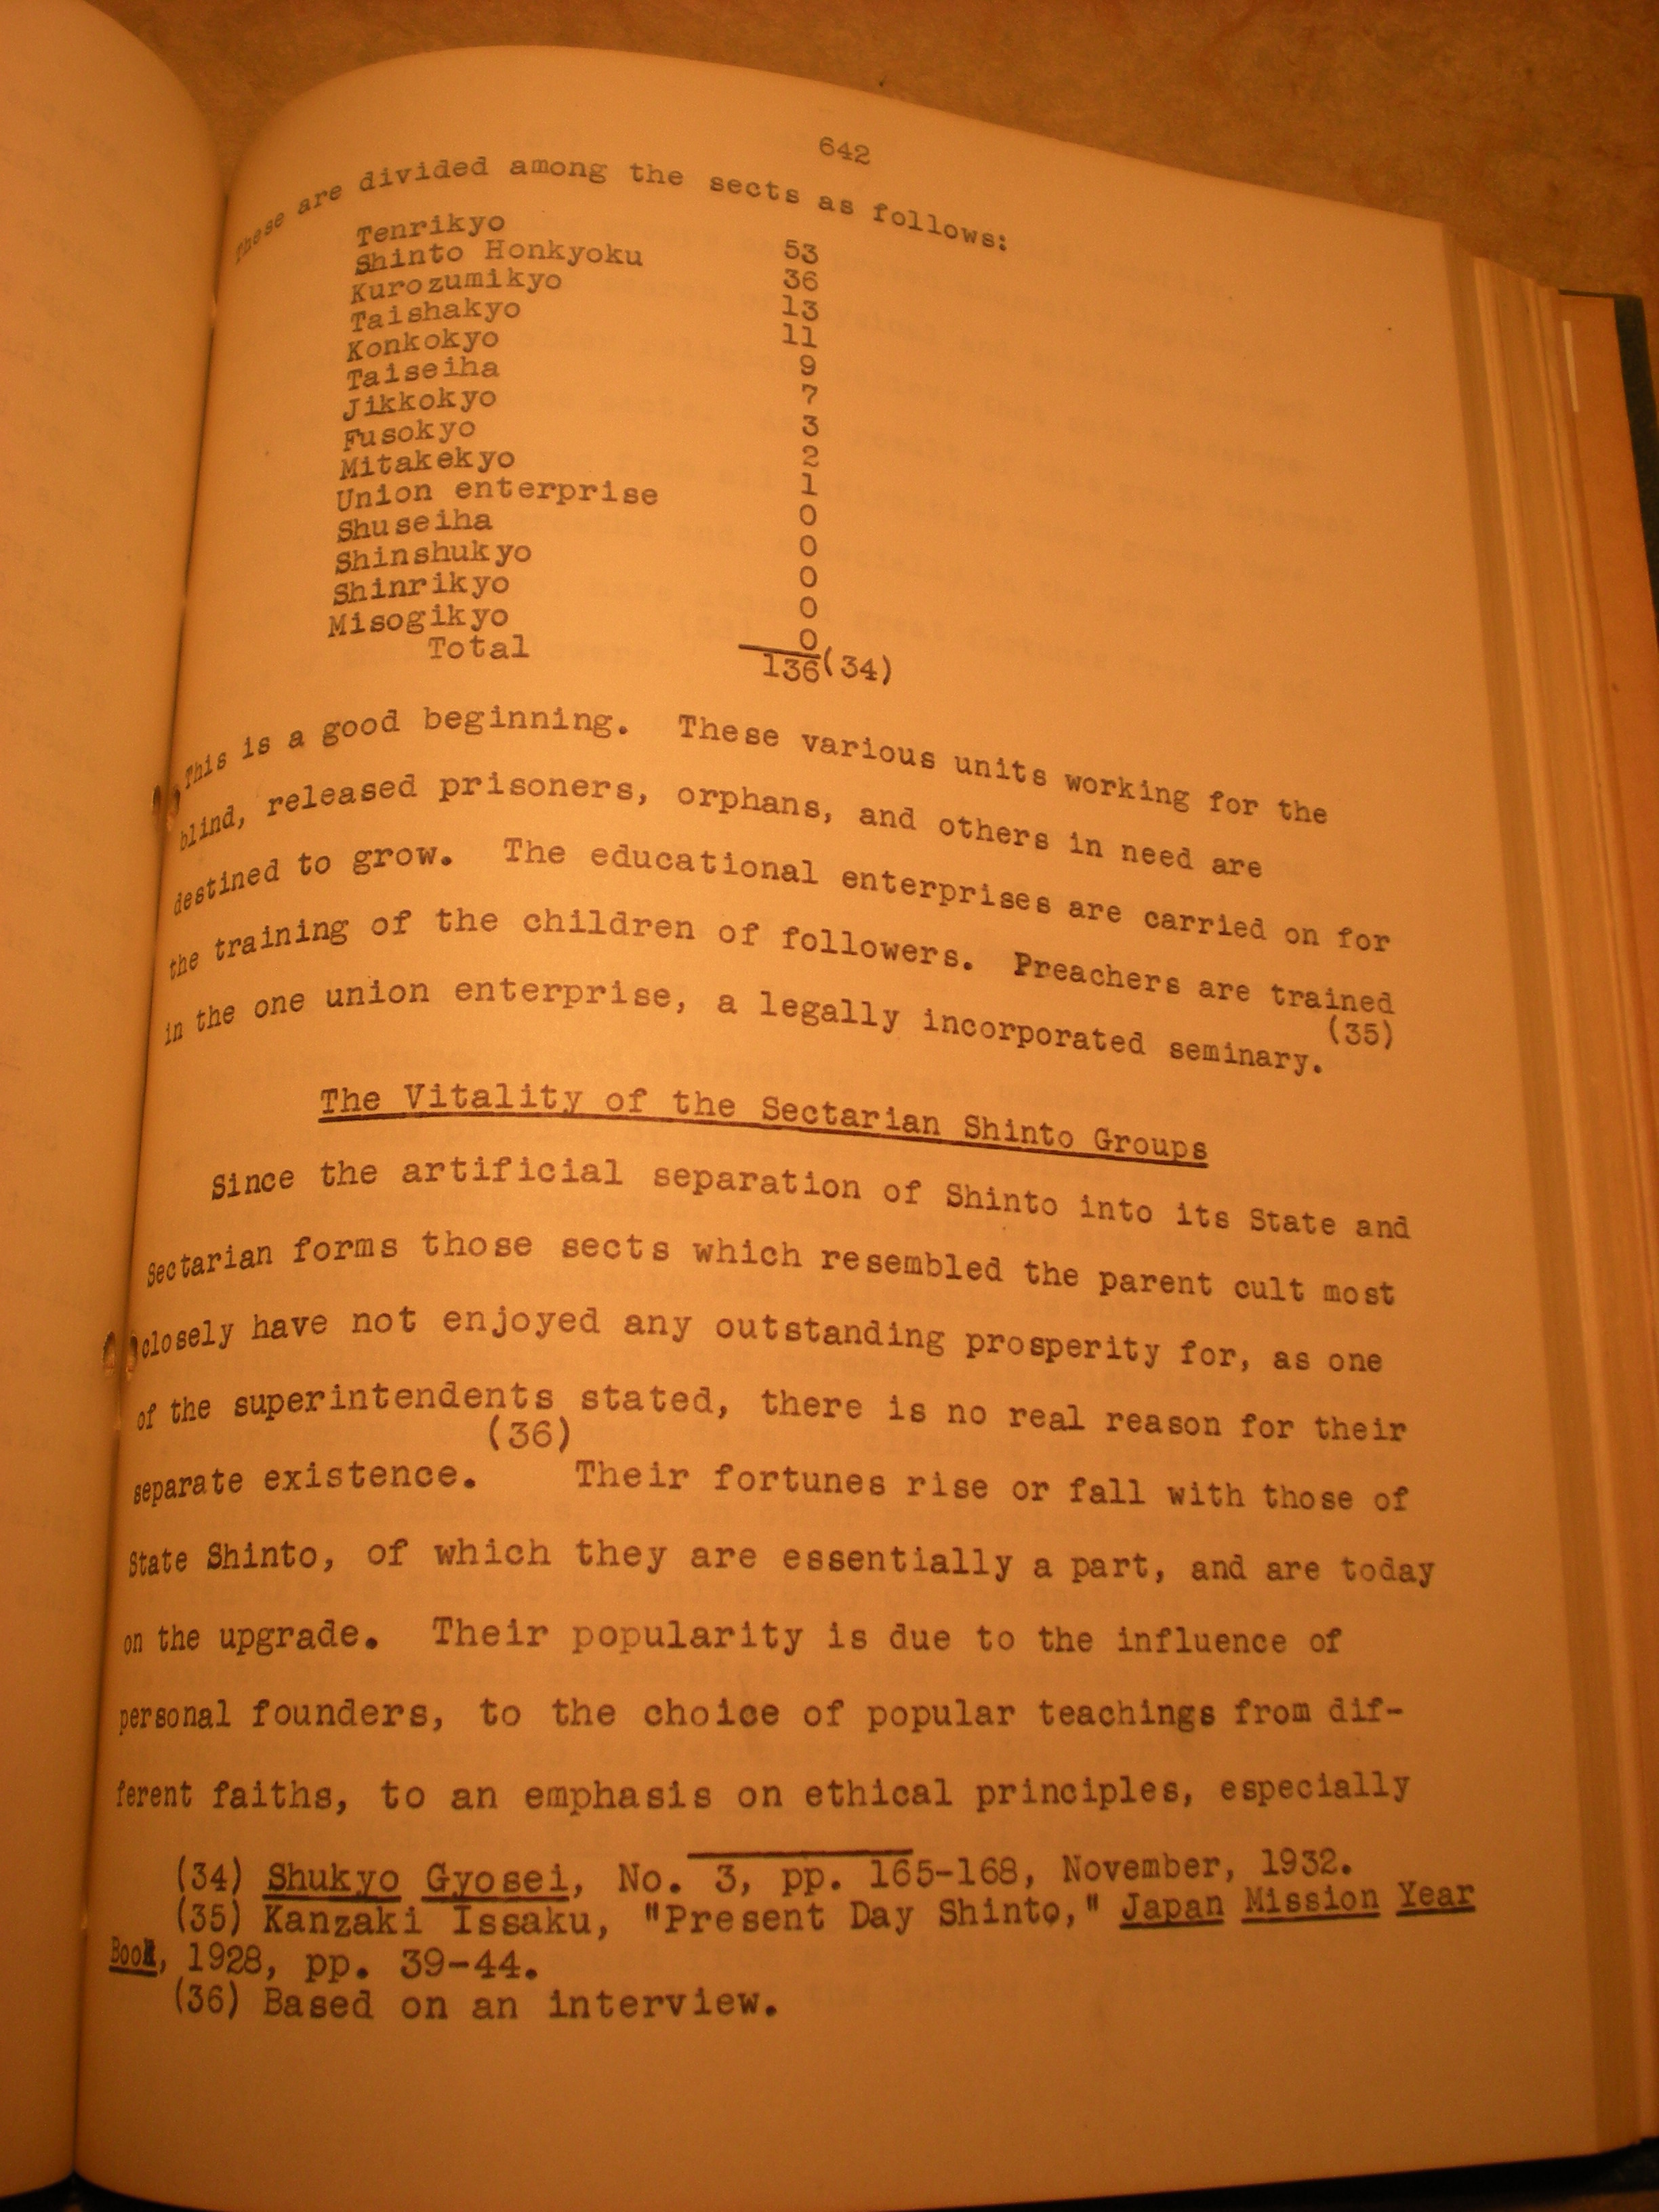 642
These are divided among the sects as follows:
Tenrikyo 53
Shinto Honkyoku 36
Kurozumikyo 13
Taishakyo 11
Konkokyo 9
Taiseiha 7
Jikkokyo 3
Fusokyo 2
Mitakekyo 1
Union enterprise 0
Shuseiha 0
Shinshukyo 0
Shinrikyo 0
Misogikyo 0
Total 136(34)
This is a good beginning. These various units working for the
blind, released prisoners, orphans, and others in need are
destined to grow. The educational enterprises are carried on for
the training of the children of followers. Preachers are trained
in the one union enterprise, a legally incorporated seminary.(35)
The Vitality of the Sectarian Shinto Groups
Since the artificial separation of Shinto into its State and
Sectarian forms those sects which resembled the parent cult most
closely have not enjoyed any outstanding prosperity for, as one
of the superintendents stated, there is no real reason for their
separate existence.(36) Their fortunes rise or fall with those of
State Shinto, of which they are essentially a part, and are today
on the upgrade. Their popularity is due to the influence of
personal founders, to the choice of popular teachings from dif-
ferent faiths, to an emphasis on ethical principles, especially
(34) Shukyo Gyosei, No. 3, pp. 165-168, November, 1932.
(35) Kanzaki Issaku, "Present Day Shinto," Japan Mission Year
Book, 1928, pp. 39-44.
(36) Based on an interview.